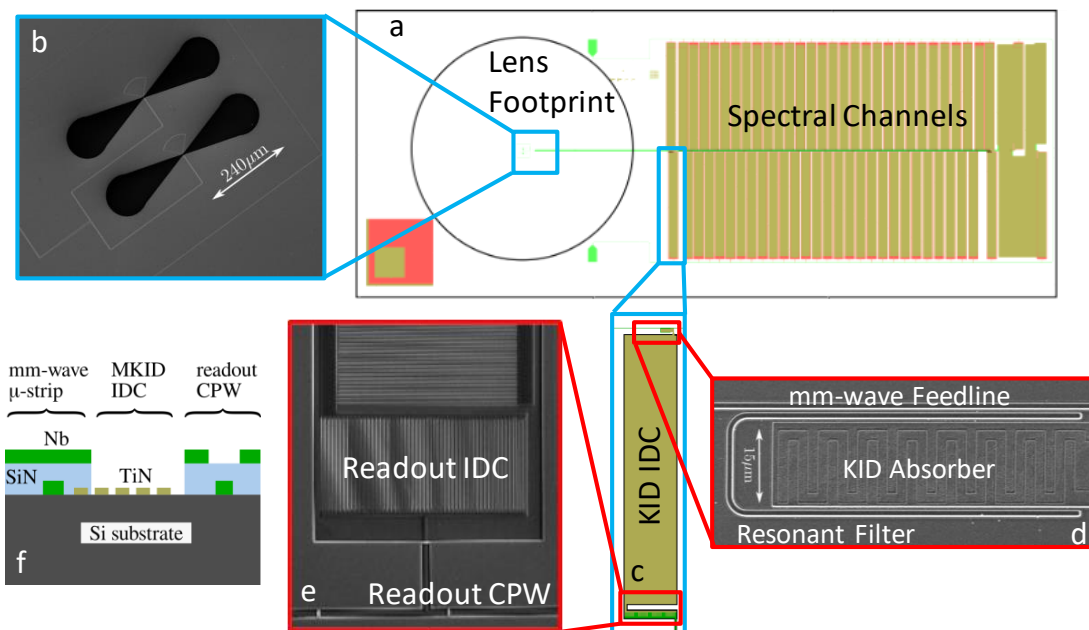 b
240μm
a
Lens
Footprint
Spectral Channels
mm-wave
μ-strip
MKID
IDC
readout
CPW
Nb
SiN
TiN
Si substrate
f
Readout IDC
e
Readout CPW
KID IDC
c
mm-wave Feedline
15μm
KID Absorber
Resonant Filter
d